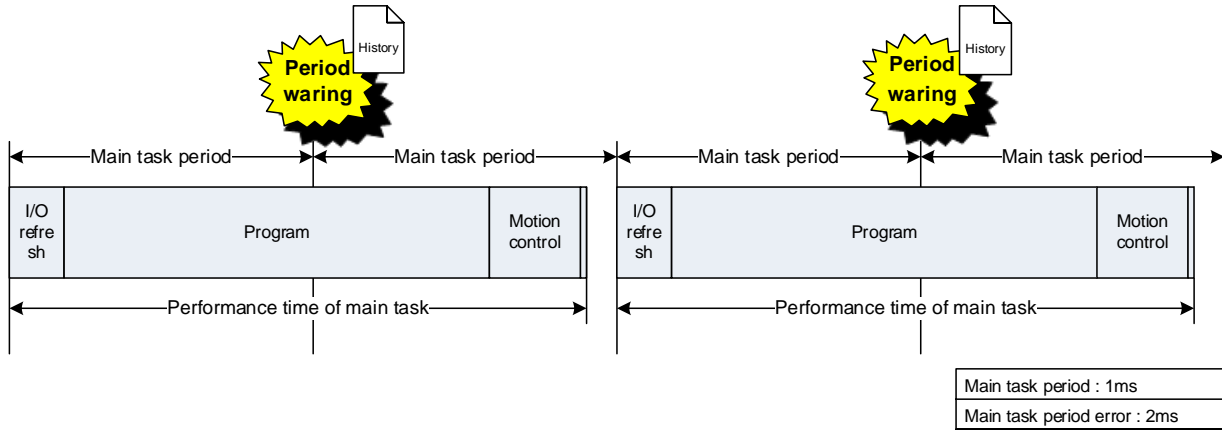 History
Period
waring
History
Period
waring
Main task period
Main task period
Main task period
Main task period
I/O
refre
sh
Program
Motion
control
I/O
refre
sh
Program
Motion
control
Performance time of main task
Performance time of main task
Main task period : 1ms
Main task period error : 2ms